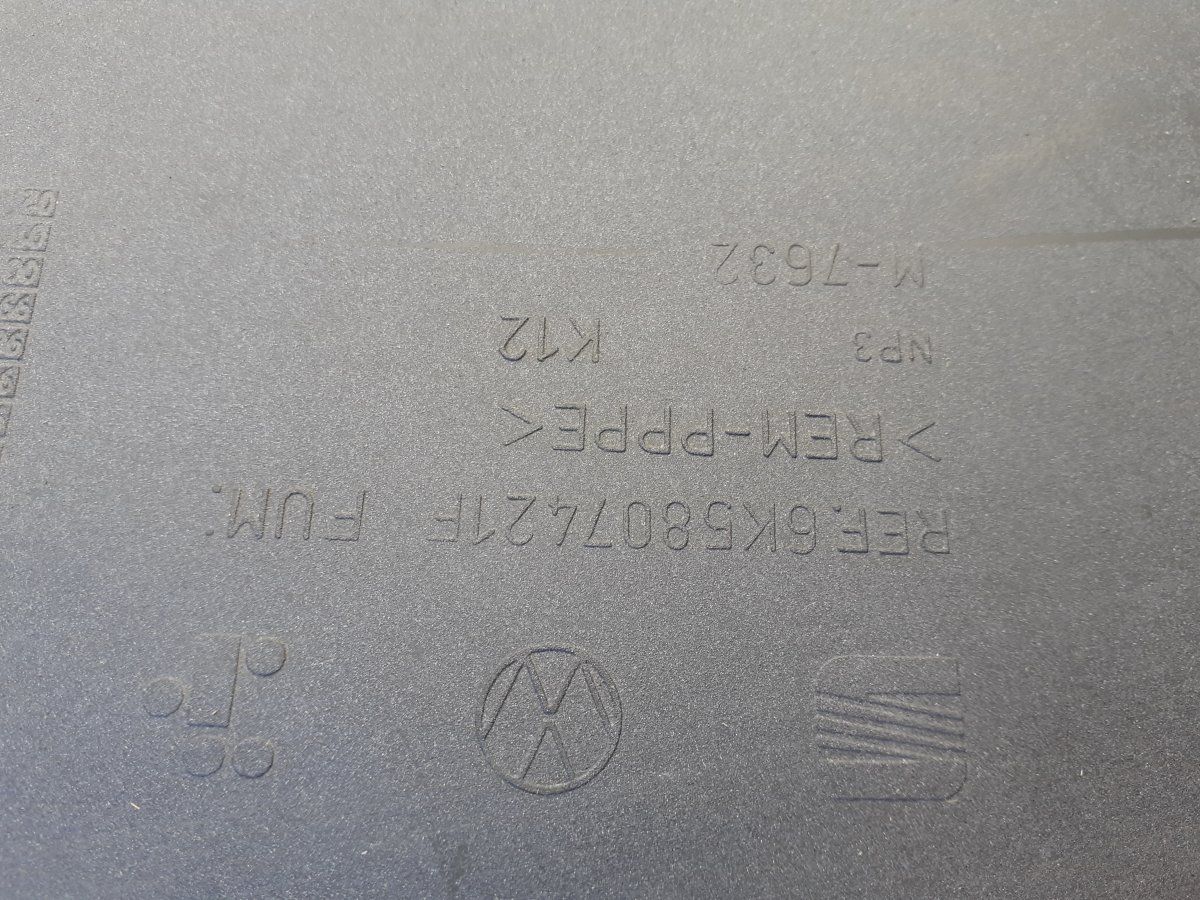 REF.6K5807421F FUM.
>REM-PPPE<
NP3 K12
M-7632